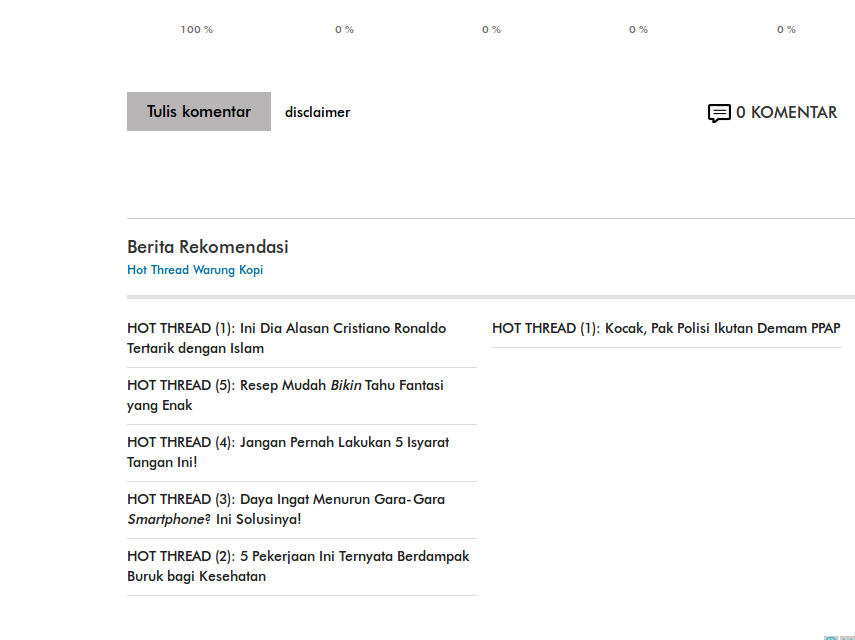 100 %
0 %
0 %
0 %
0 %
Tulis komentar
disclaimer
0 KOMENTAR
Berita Rekomendasi
Hot Thread Warung Kopi
HOT THREAD (1): Ini Dia Alasan Cristiano Ronaldo
Tertarik dengan Islam
HOT THREAD (5): Resep Mudah Bikin Tahu Fantasi
yang Enak
HOT THREAD (4): Jangan Pernah Lakukan 5 Isyarat
Tangan Ini!
HOT THREAD (3): Daya Ingat Menurun Gara-Gara
Smartphone? Ini Solusinya!
HOT THREAD (2): 5 Pekerjaan Ini Ternyata Berdampak
Buruk bagi Kesehatan
HOT THREAD (1): Kocak, Pak Polisi Ikutan Demam PPAP